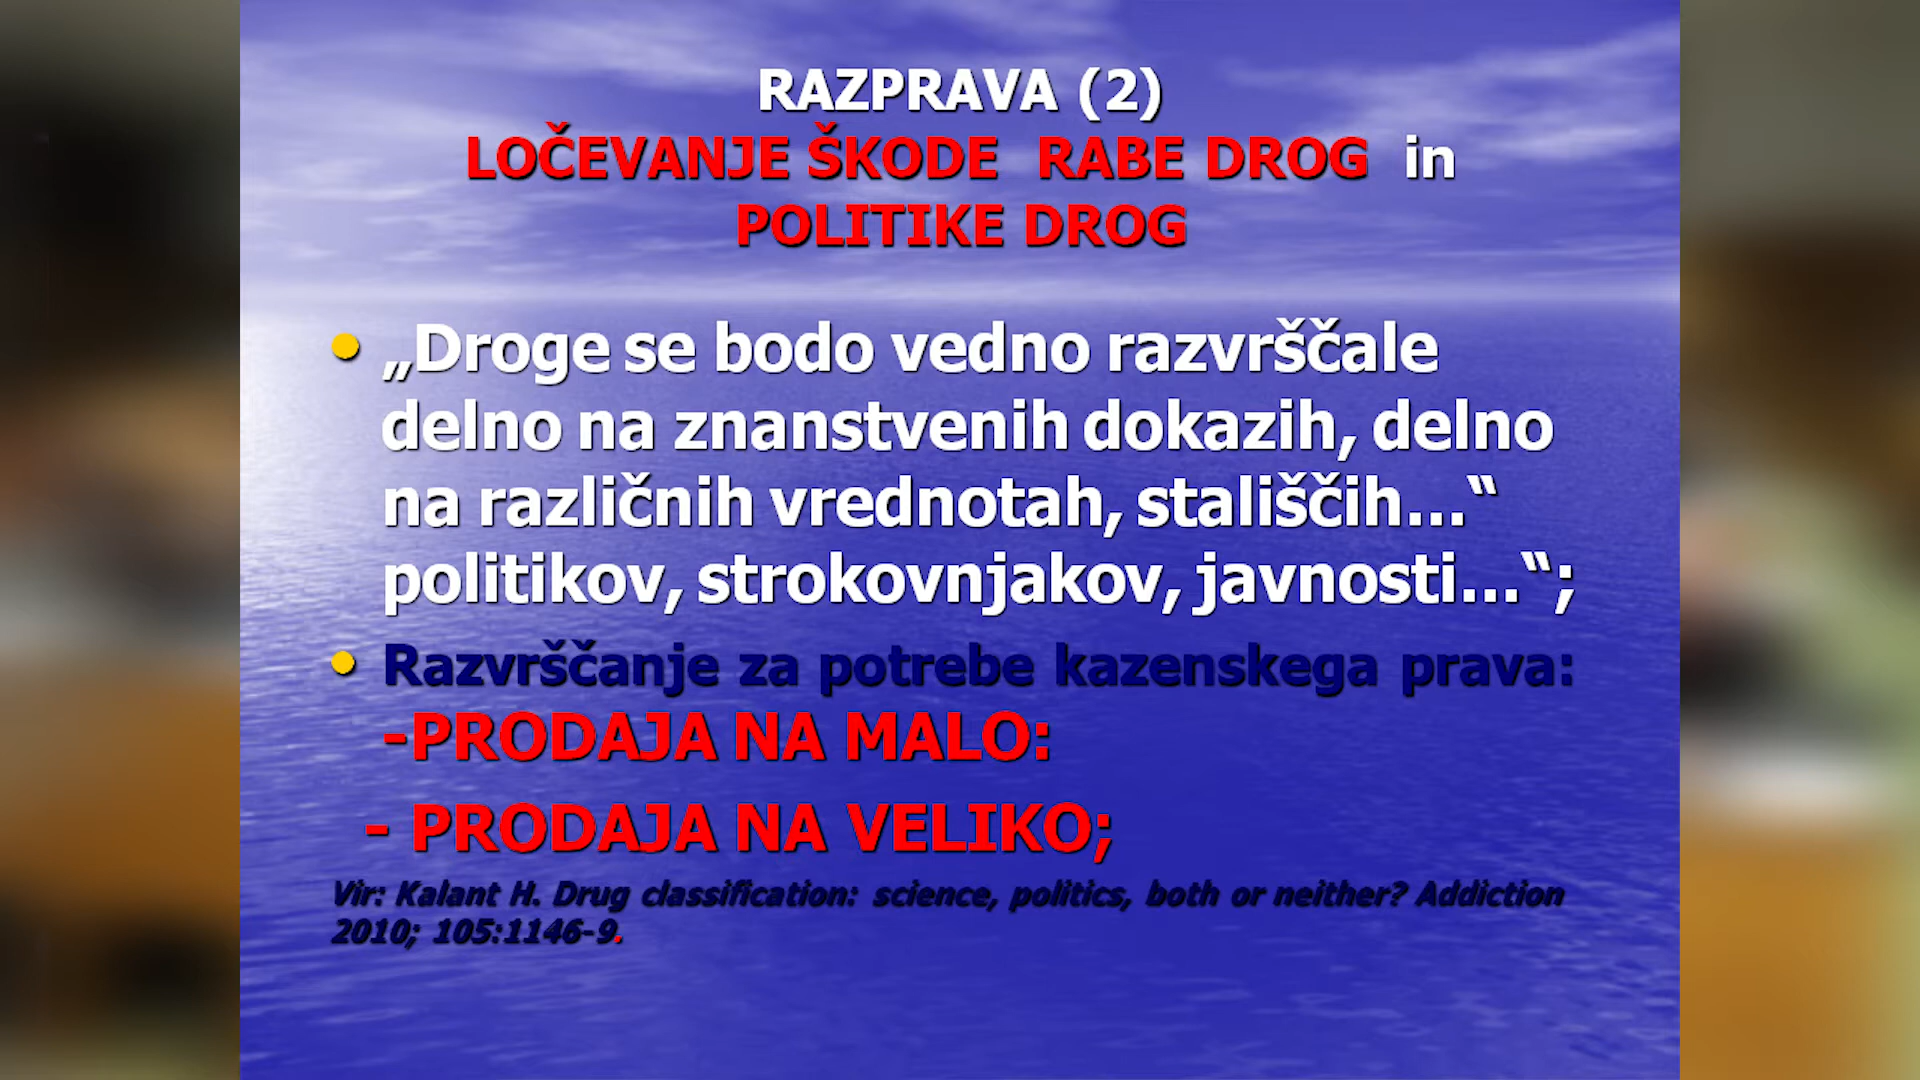 RAZPRAVA (2)
LOČEVANJE ŠKODE RABE DROG in
POLITIKE DROG
• „Droge se bodo vedno razvrščale
delno na znanstvenih dokazih, delno
na različnih vrednotah, stališčih...“
politikov, strokovnjakov, javnosti...“;
• Razvrščanje za potrebe kazenskega prava:
-PRODAJA NA MALO:
- PRODAJA NA VELIKO;
Vir: Kalant H. Drug classification: science, politics, both or neither? Addiction
2010; 105:1146-9.